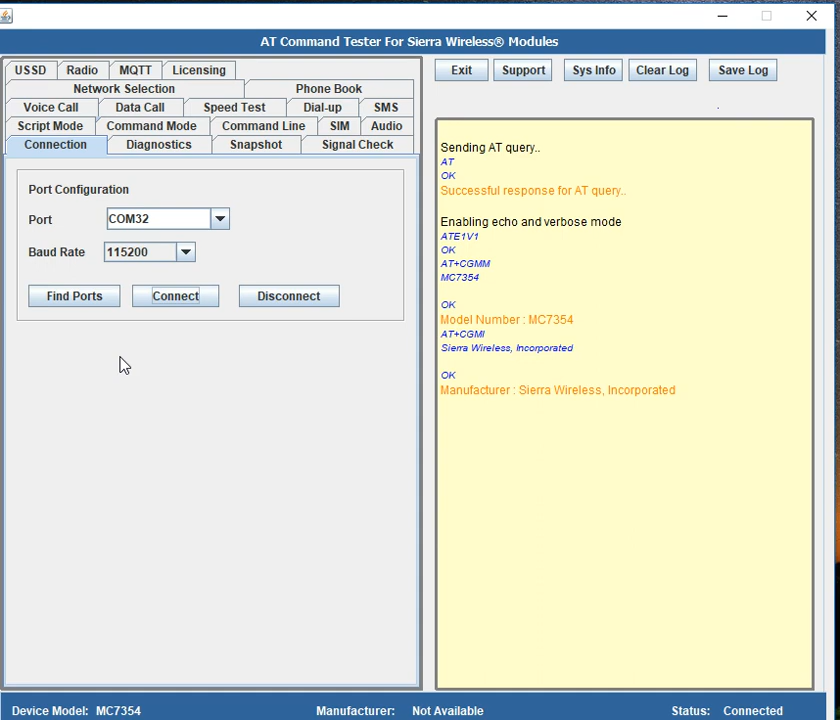 AT Command Tester For Sierra Wireless® Modules
USSD Radio MQTT Licensing
Network Selection Phone Book
Voice Call Data Call Speed Test Dial-up SMS
Script Mode Command Mode Command Line SIM Audio
Connection Diagnostics Snapshot Signal Check
Port Configuration
Port COM32
Baud Rate 115200
Find Ports Connect Disconnect
Exit Support Sys Info Clear Log Save Log
Sending AT query..
AT
OK
Successful response for AT query..
Enabling echo and verbose mode
ATE1V1
OK
AT+CGMM
MC7354
OK
Model Number : MC7354
AT+CGMI
Sierra Wireless, Incorporated
OK
Manufacturer : Sierra Wireless, Incorporated
Device Model: MC7354 Manufacturer: Not Available Status: Connected